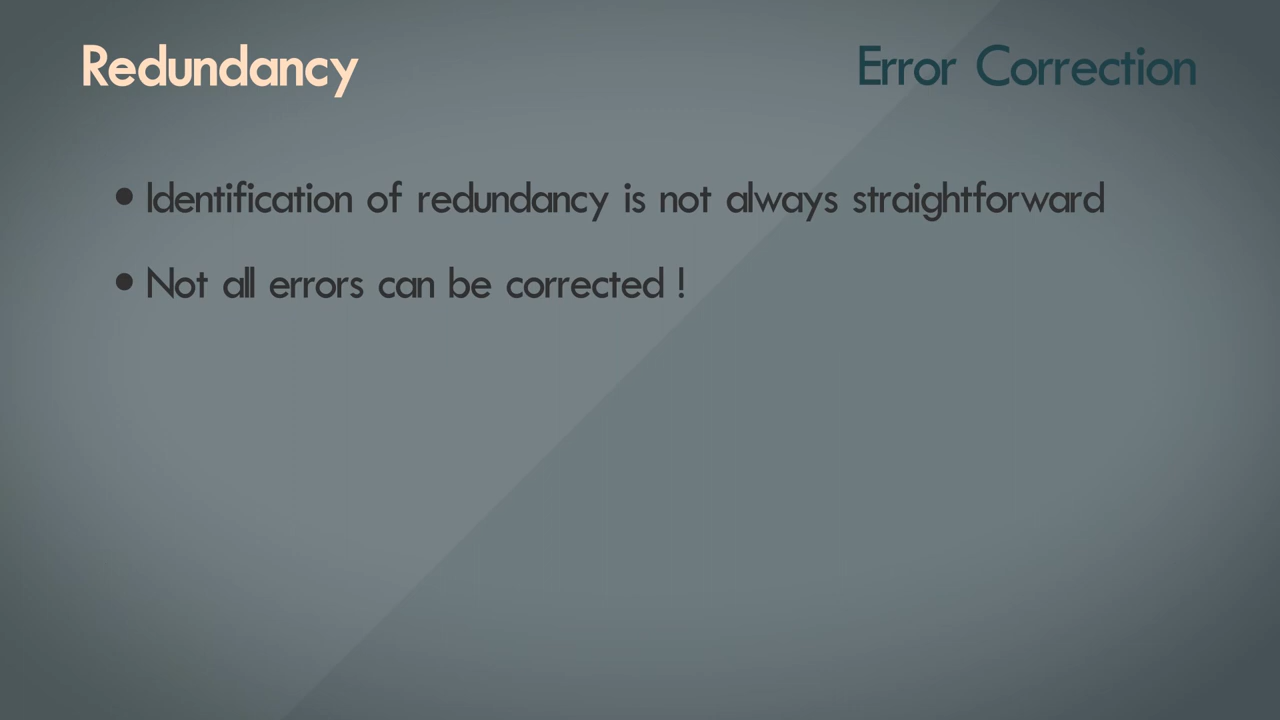 Redundancy
Error Correction
• Identification of redundancy is not always straightforward
• Not all errors can be corrected !